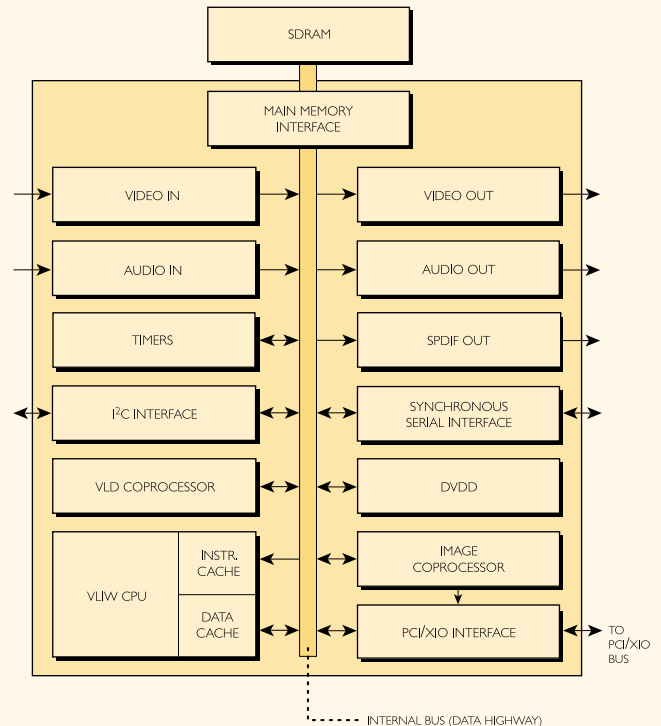 SDRAM
MAIN MEMORY
INTERFACE
VIDEO IN
VIDEO OUT
AUDIO IN
AUDIO OUT
TIMERS
SPDIF OUT
I²C INTERFACE
SYNCHRONOUS
SERIAL INTERFACE
VLD COPROCESSOR
DVDD
VLIW CPU
INSTR.
CACHE
DATA
CACHE
IMAGE
COPROCESSOR
PCI/XIO INTERFACE
TO
PCI/XIO
BUS
INTERNAL BUS (DATA HIGHWAY)